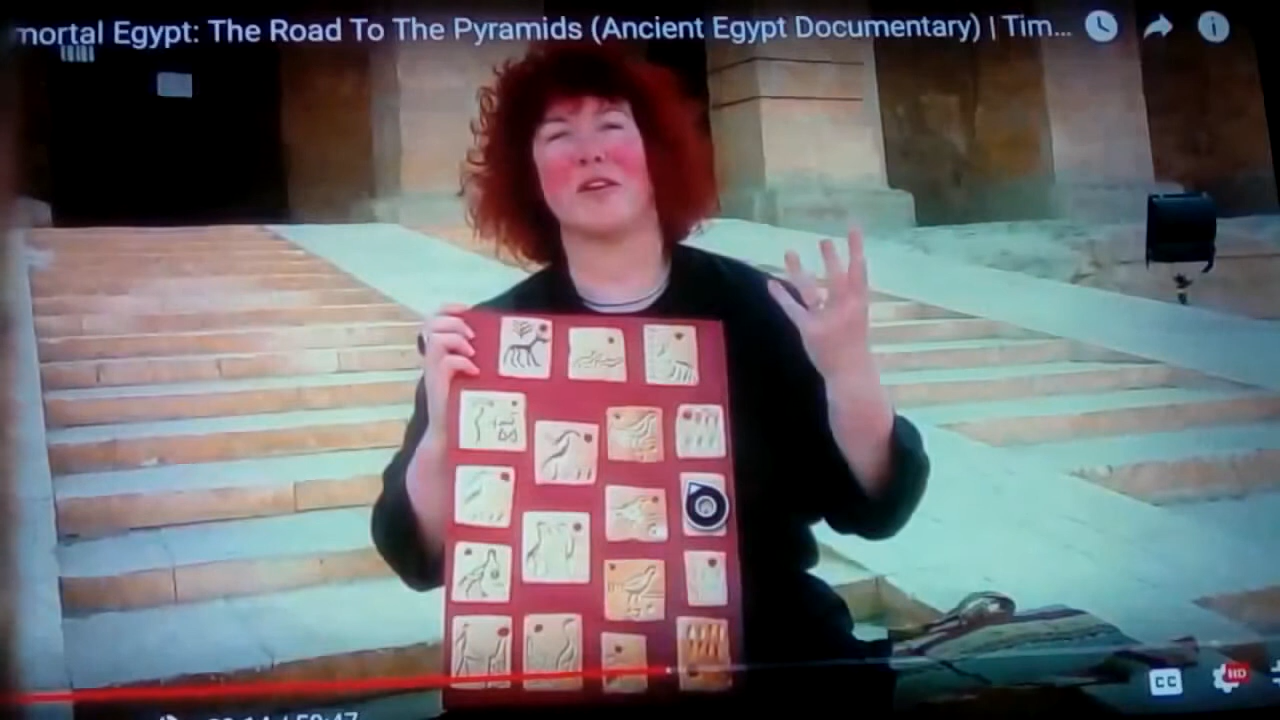 mortal Egypt: The Road To The Pyramids (Ancient Egypt Documentary) | Tim...
CC
HD